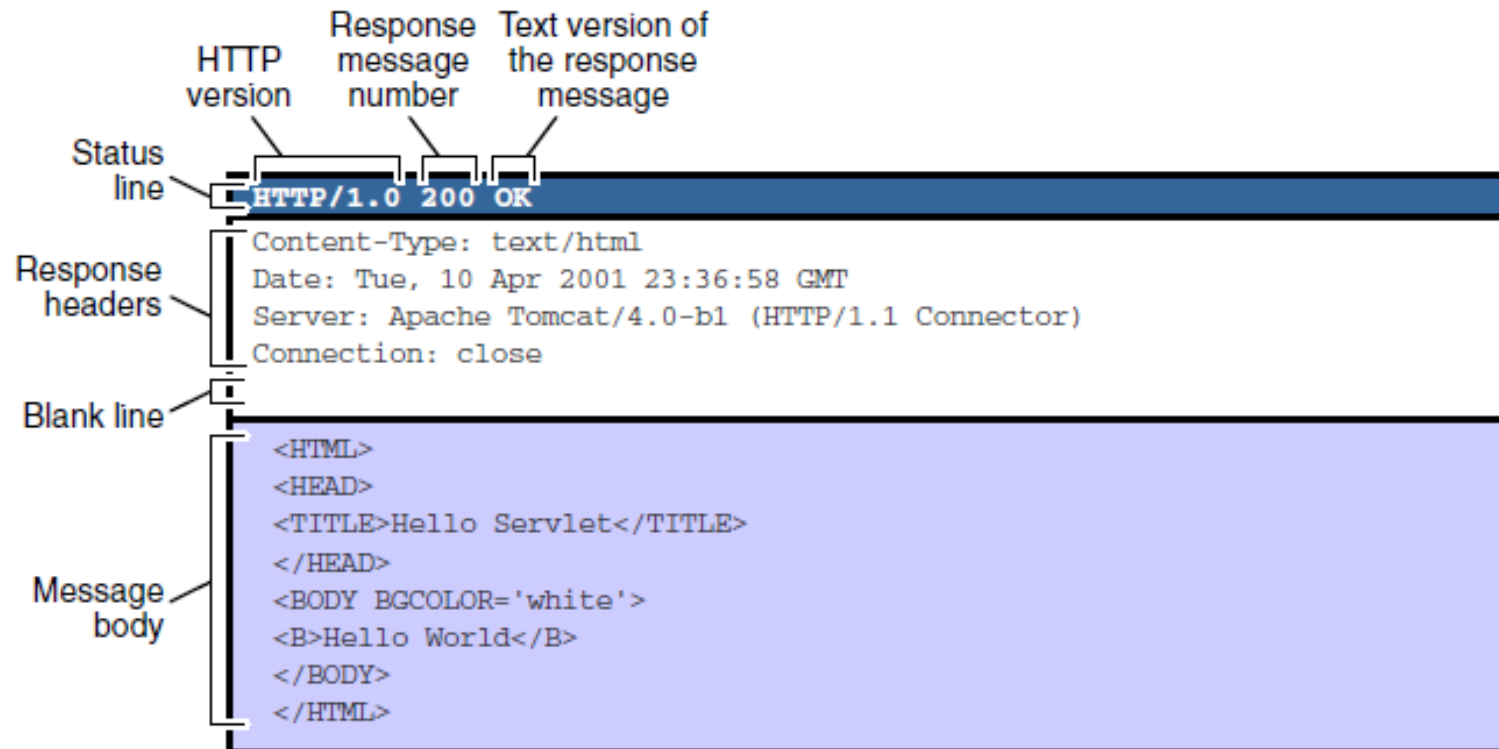 HTTP version
Response message number
Text version of the response message
Status line
HTTP/1.0 200 OK
Response headers
Content-Type: text/html
Date: Tue, 10 Apr 2001 23:36:58 GMT
Server: Apache Tomcat/4.0-b1 (HTTP/1.1 Connector)
Connection: close
Blank line
Message body
<HTML>
<HEAD>
<TITLE>Hello Servlet</TITLE>
</HEAD>
<BODY BGCOLOR='white'>
<B>Hello World</B>
</BODY>
</HTML>